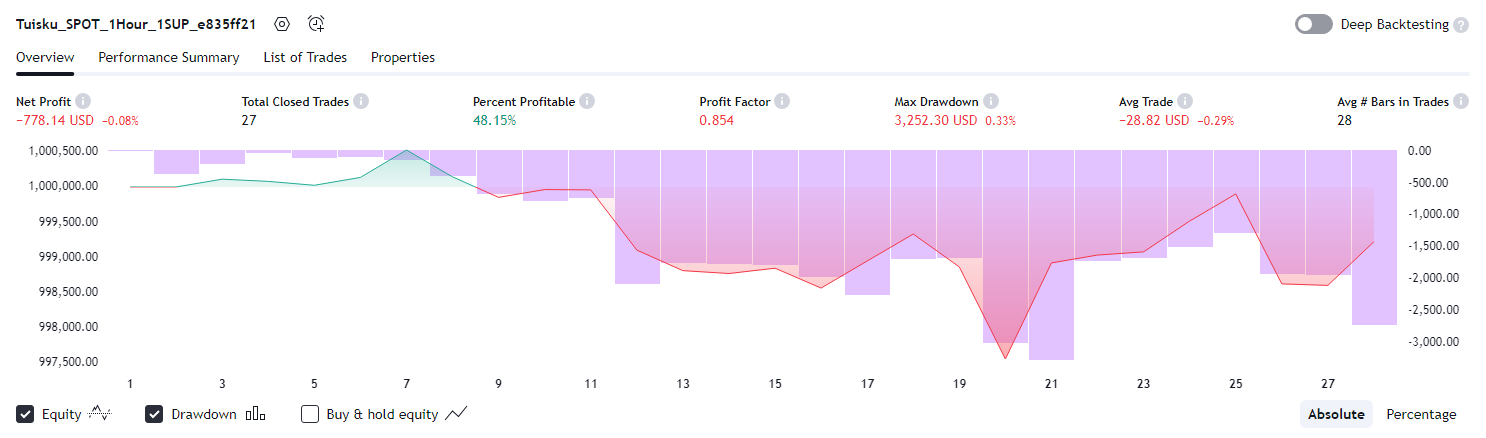 Tuisku_SPOT_1Hour_1SUP_e835ff21 Deep Backtesting ?
Overview Performance Summary List of Trades Properties
Net Profit i Total Closed Trades i Percent Profitable i Profit Factor i Max Drawdown i Avg Trade i Avg # Bars in Trades i
−778.14 USD −0.08% 27 48.15% 0.854 3,252.30 USD 0.33% −28.82 USD −0.29% 28
1,000,500.00 0.00
1,000,000.00 -500.00
999,500.00 -1,000.00
999,000.00 -1,500.00
998,500.00 -2,000.00
998,000.00 -2,500.00
997,500.00 -3,000.00
1 3 5 7 9 11 13 15 17 19 21 23 25 27
Equity Drawdown Buy & hold equity Absolute Percentage